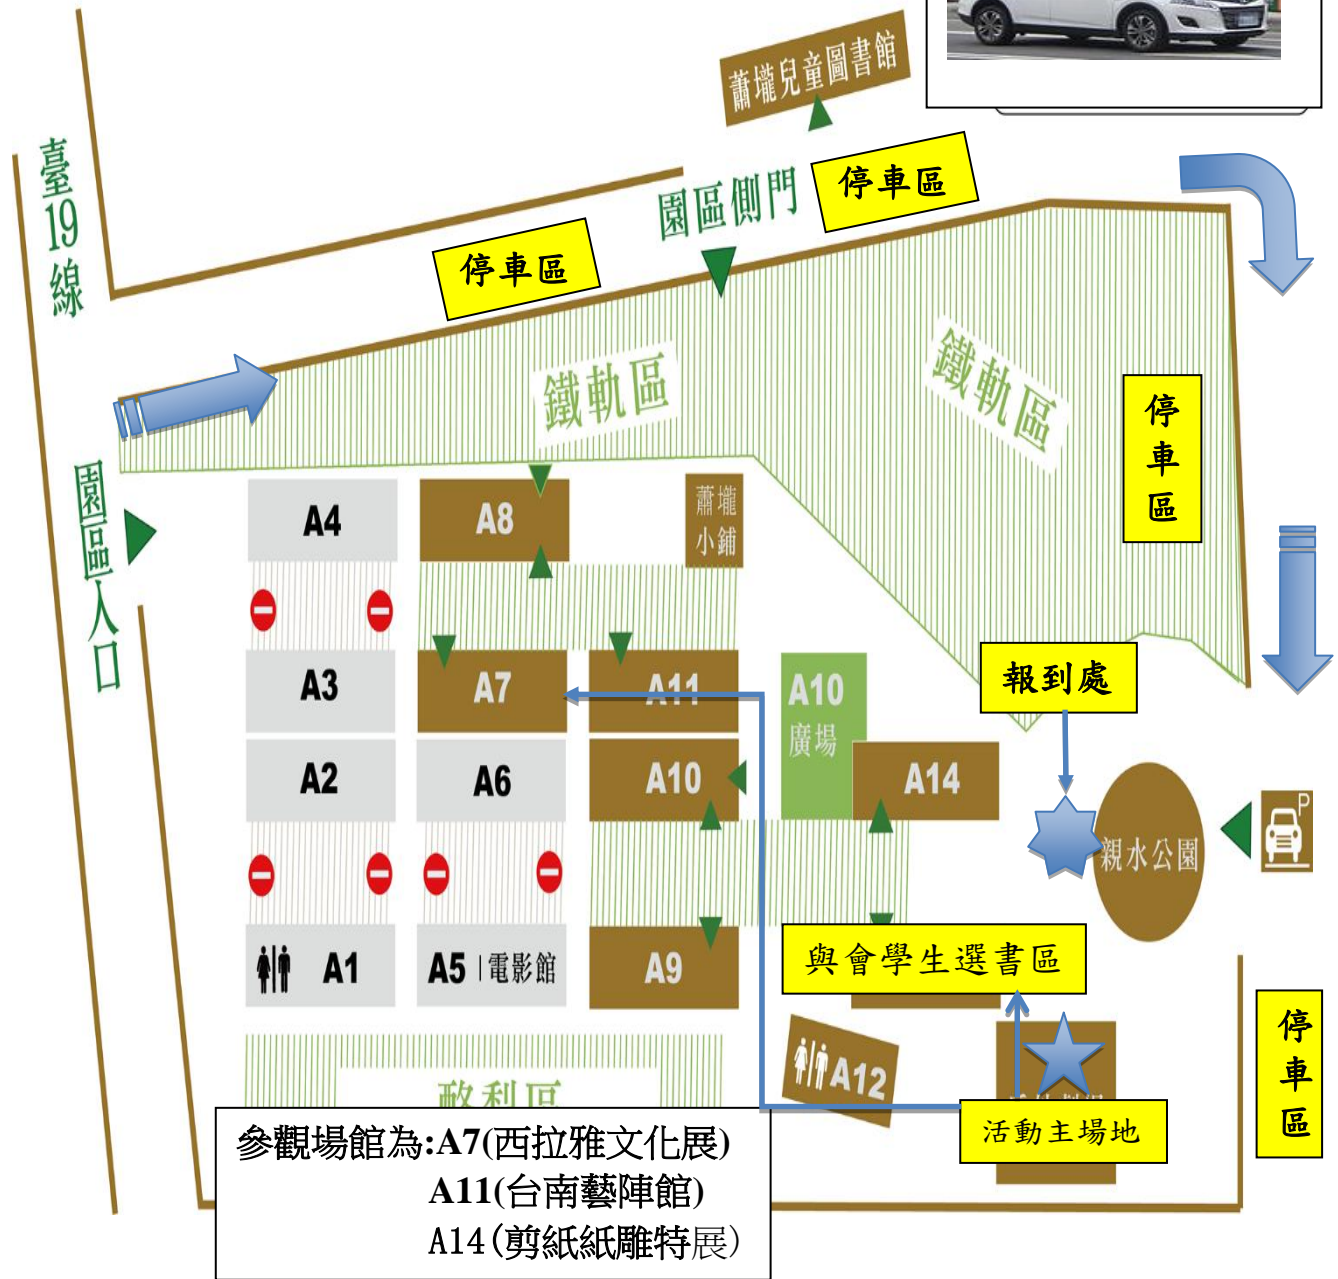 蕭壠兒童圖書館
臺19線
停車區
園區側門
停車區
鐵軌區
鐵軌區
停車區
園區入口
A4
A8
蕭壠
小鋪
A3
A7
A11
A10
廣場
報到處
A2
A6
A10
A14
P
親水公園
A1
A5 | 電影館
A9
與會學生選書區
A12
停車區
活動主場地
參觀場館為:A7(西拉雅文化展)
A11(台南藝陣館)
A14(剪紙紙雕特展)